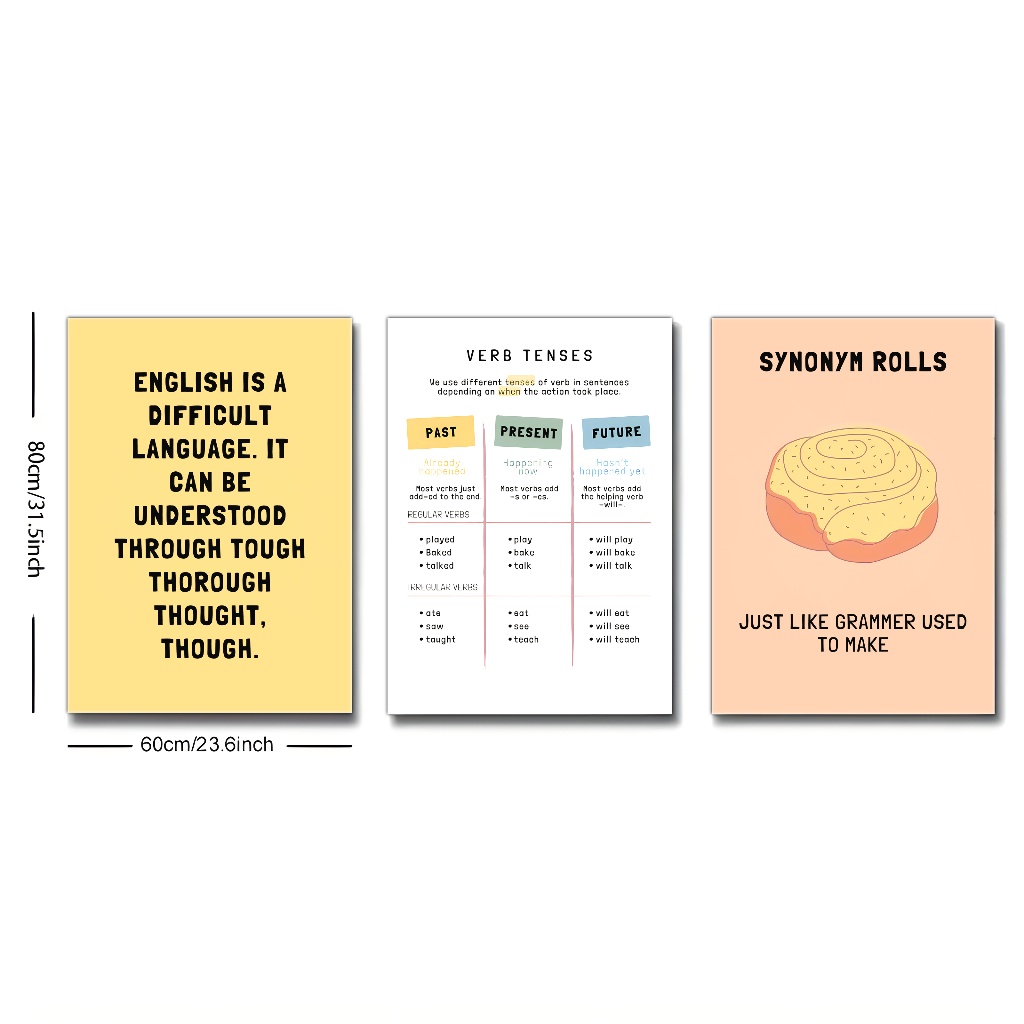 80cm/31.5inch
60cm/23.6inch
ENGLISH IS A
DIFFICULT
LANGUAGE. IT
CAN BE
UNDERSTOOD
THROUGH TOUGH
THOROUGH
THOUGHT,
THOUGH.
VERB TENSES
We use different tenses of verb in sentences
depending on when the action took place.
PAST
Already
happened
Most verbs just
add-ed to the end.
PRESENT
Happening
now
Most verbs add
-s or -es.
FUTURE
Hasn't
happened yet
Most verbs add
the helping verb
-will-.
REGULAR VERBS
• played
• Baked
• talked
• play
• bake
• talk
• will play
• will bake
• will talk
IRREGULAR VERBS
• ate
• saw
• taught
• eat
• see
• teach
• will eat
• will see
• will teach
SYNONYM ROLLS
JUST LIKE GRAMMER USED
TO MAKE